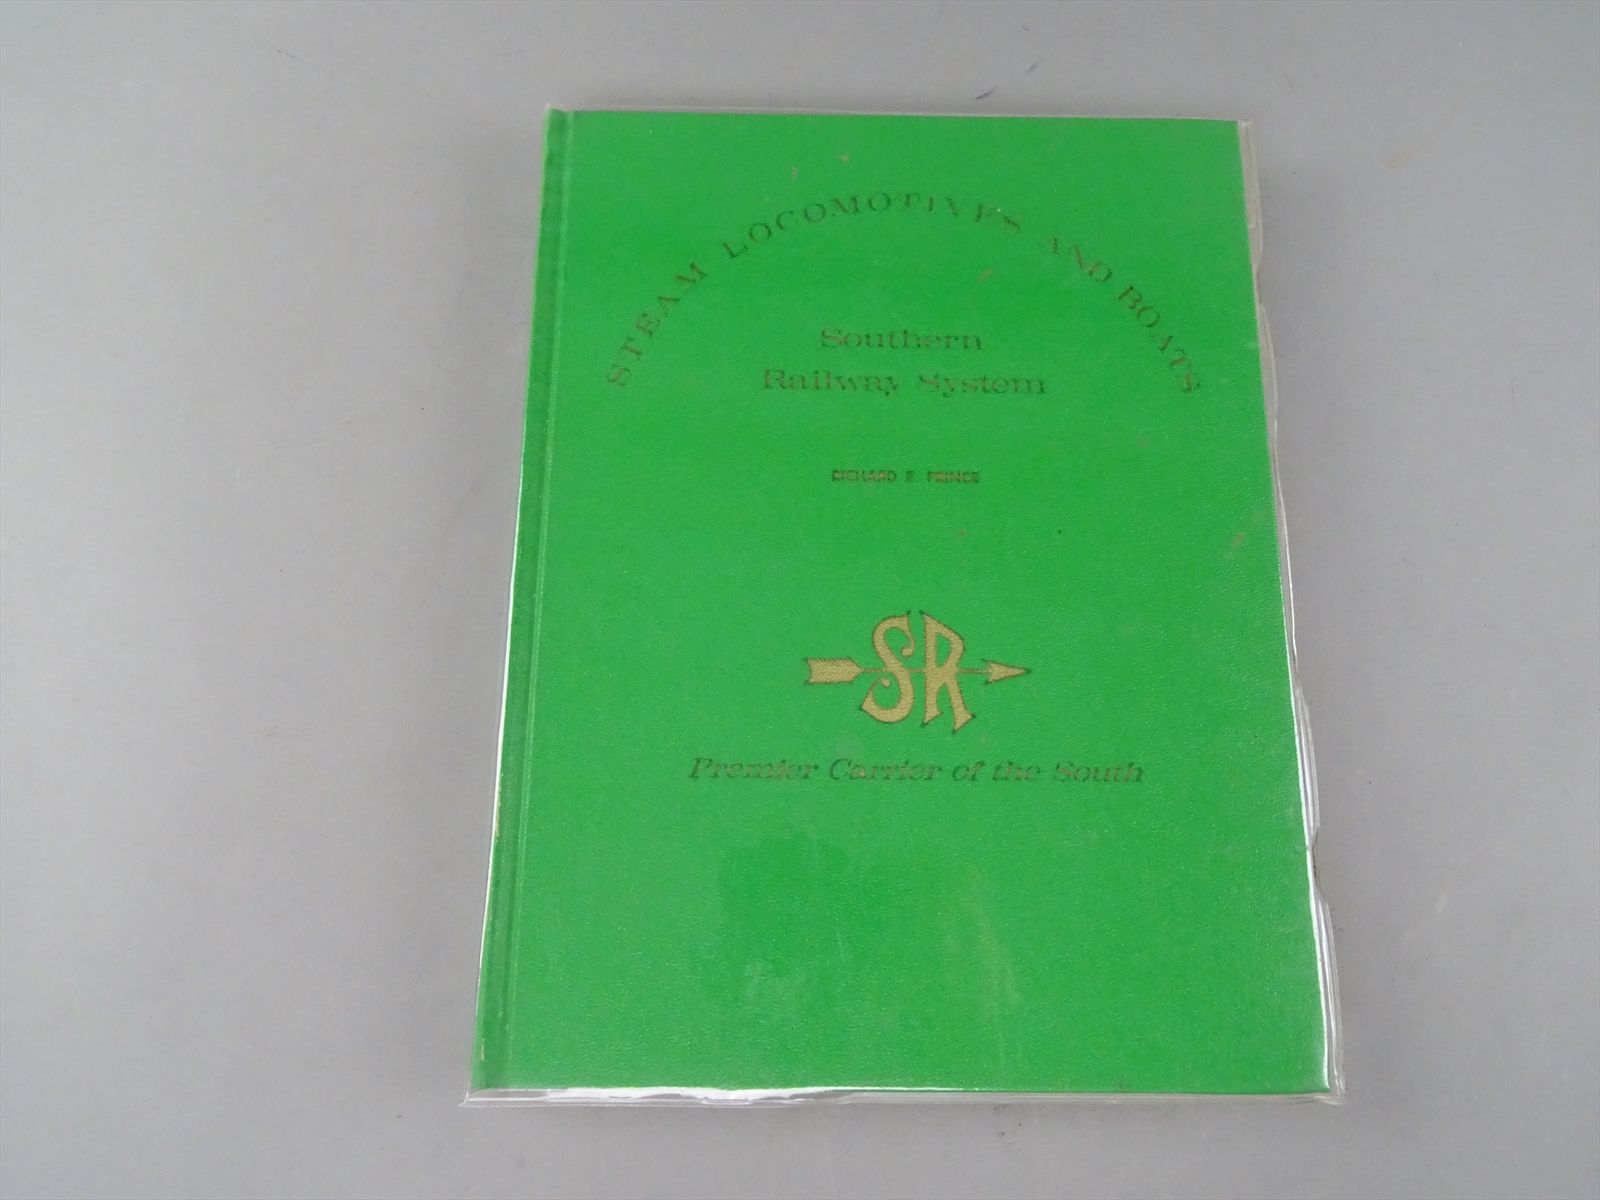 STEAM LOCOMOTIVES AND BOATS
Southern
Railway System
RICHARD E. PRINCE
SR
Premier Carrier of the South